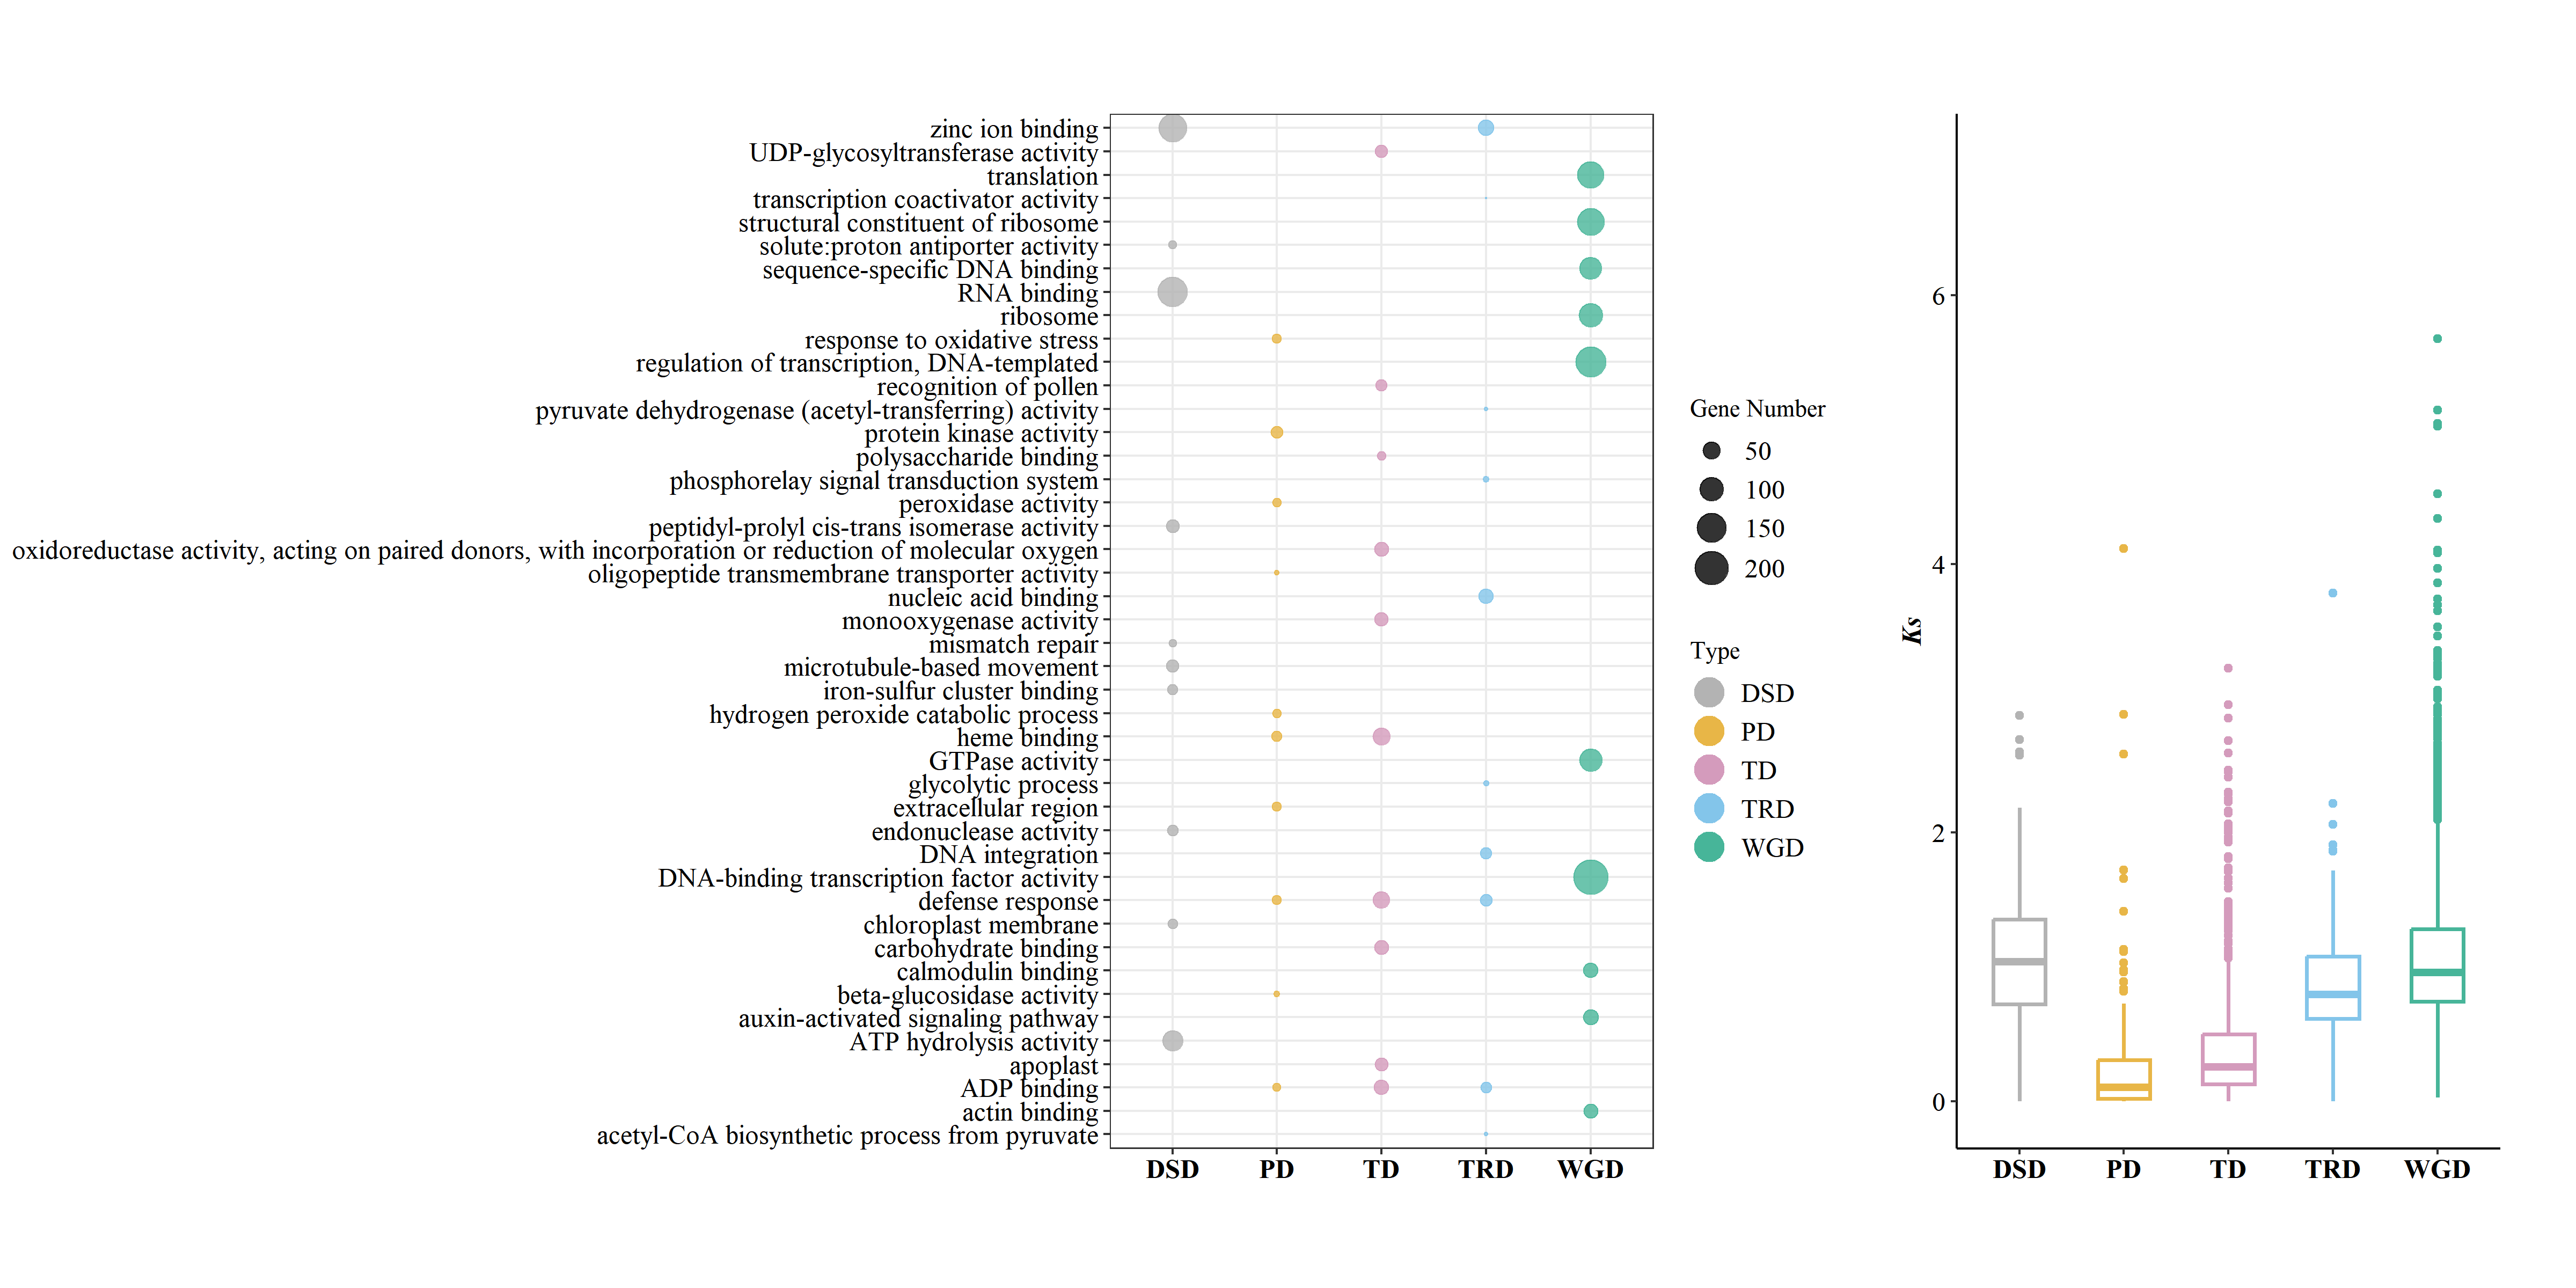 zinc ion binding
UDP-glycosyltransferase activity
translation
transcription coactivator activity
structural constituent of ribosome
solute:proton antiporter activity
sequence-specific DNA binding
RNA binding
ribosome
response to oxidative stress
regulation of transcription, DNA-templated
recognition of pollen
pyruvate dehydrogenase (acetyl-transferring) activity
protein kinase activity
polysaccharide binding
phosphorelay signal transduction system
peroxidase activity
peptidyl-prolyl cis-trans isomerase activity
oxidoreductase activity, acting on paired donors, with incorporation or reduction of molecular oxygen
oligopeptide transmembrane transporter activity
nucleic acid binding
monooxygenase activity
mismatch repair
microtubule-based movement
iron-sulfur cluster binding
hydrogen peroxide catabolic process
heme binding
GTPase activity
glycolytic process
extracellular region
endonuclease activity
DNA integration
DNA-binding transcription factor activity
defense response
chloroplast membrane
carbohydrate binding
calmodulin binding
beta-glucosidase activity
auxin-activated signaling pathway
ATP hydrolysis activity
apoplast
ADP binding
actin binding
acetyl-CoA biosynthetic process from pyruvate
DSD PD TD TRD WGD
Gene Number
50
100
150
200
Type
DSD
PD
TD
TRD
WGD
Ks
6
4
2
0
DSD PD TD TRD WGD